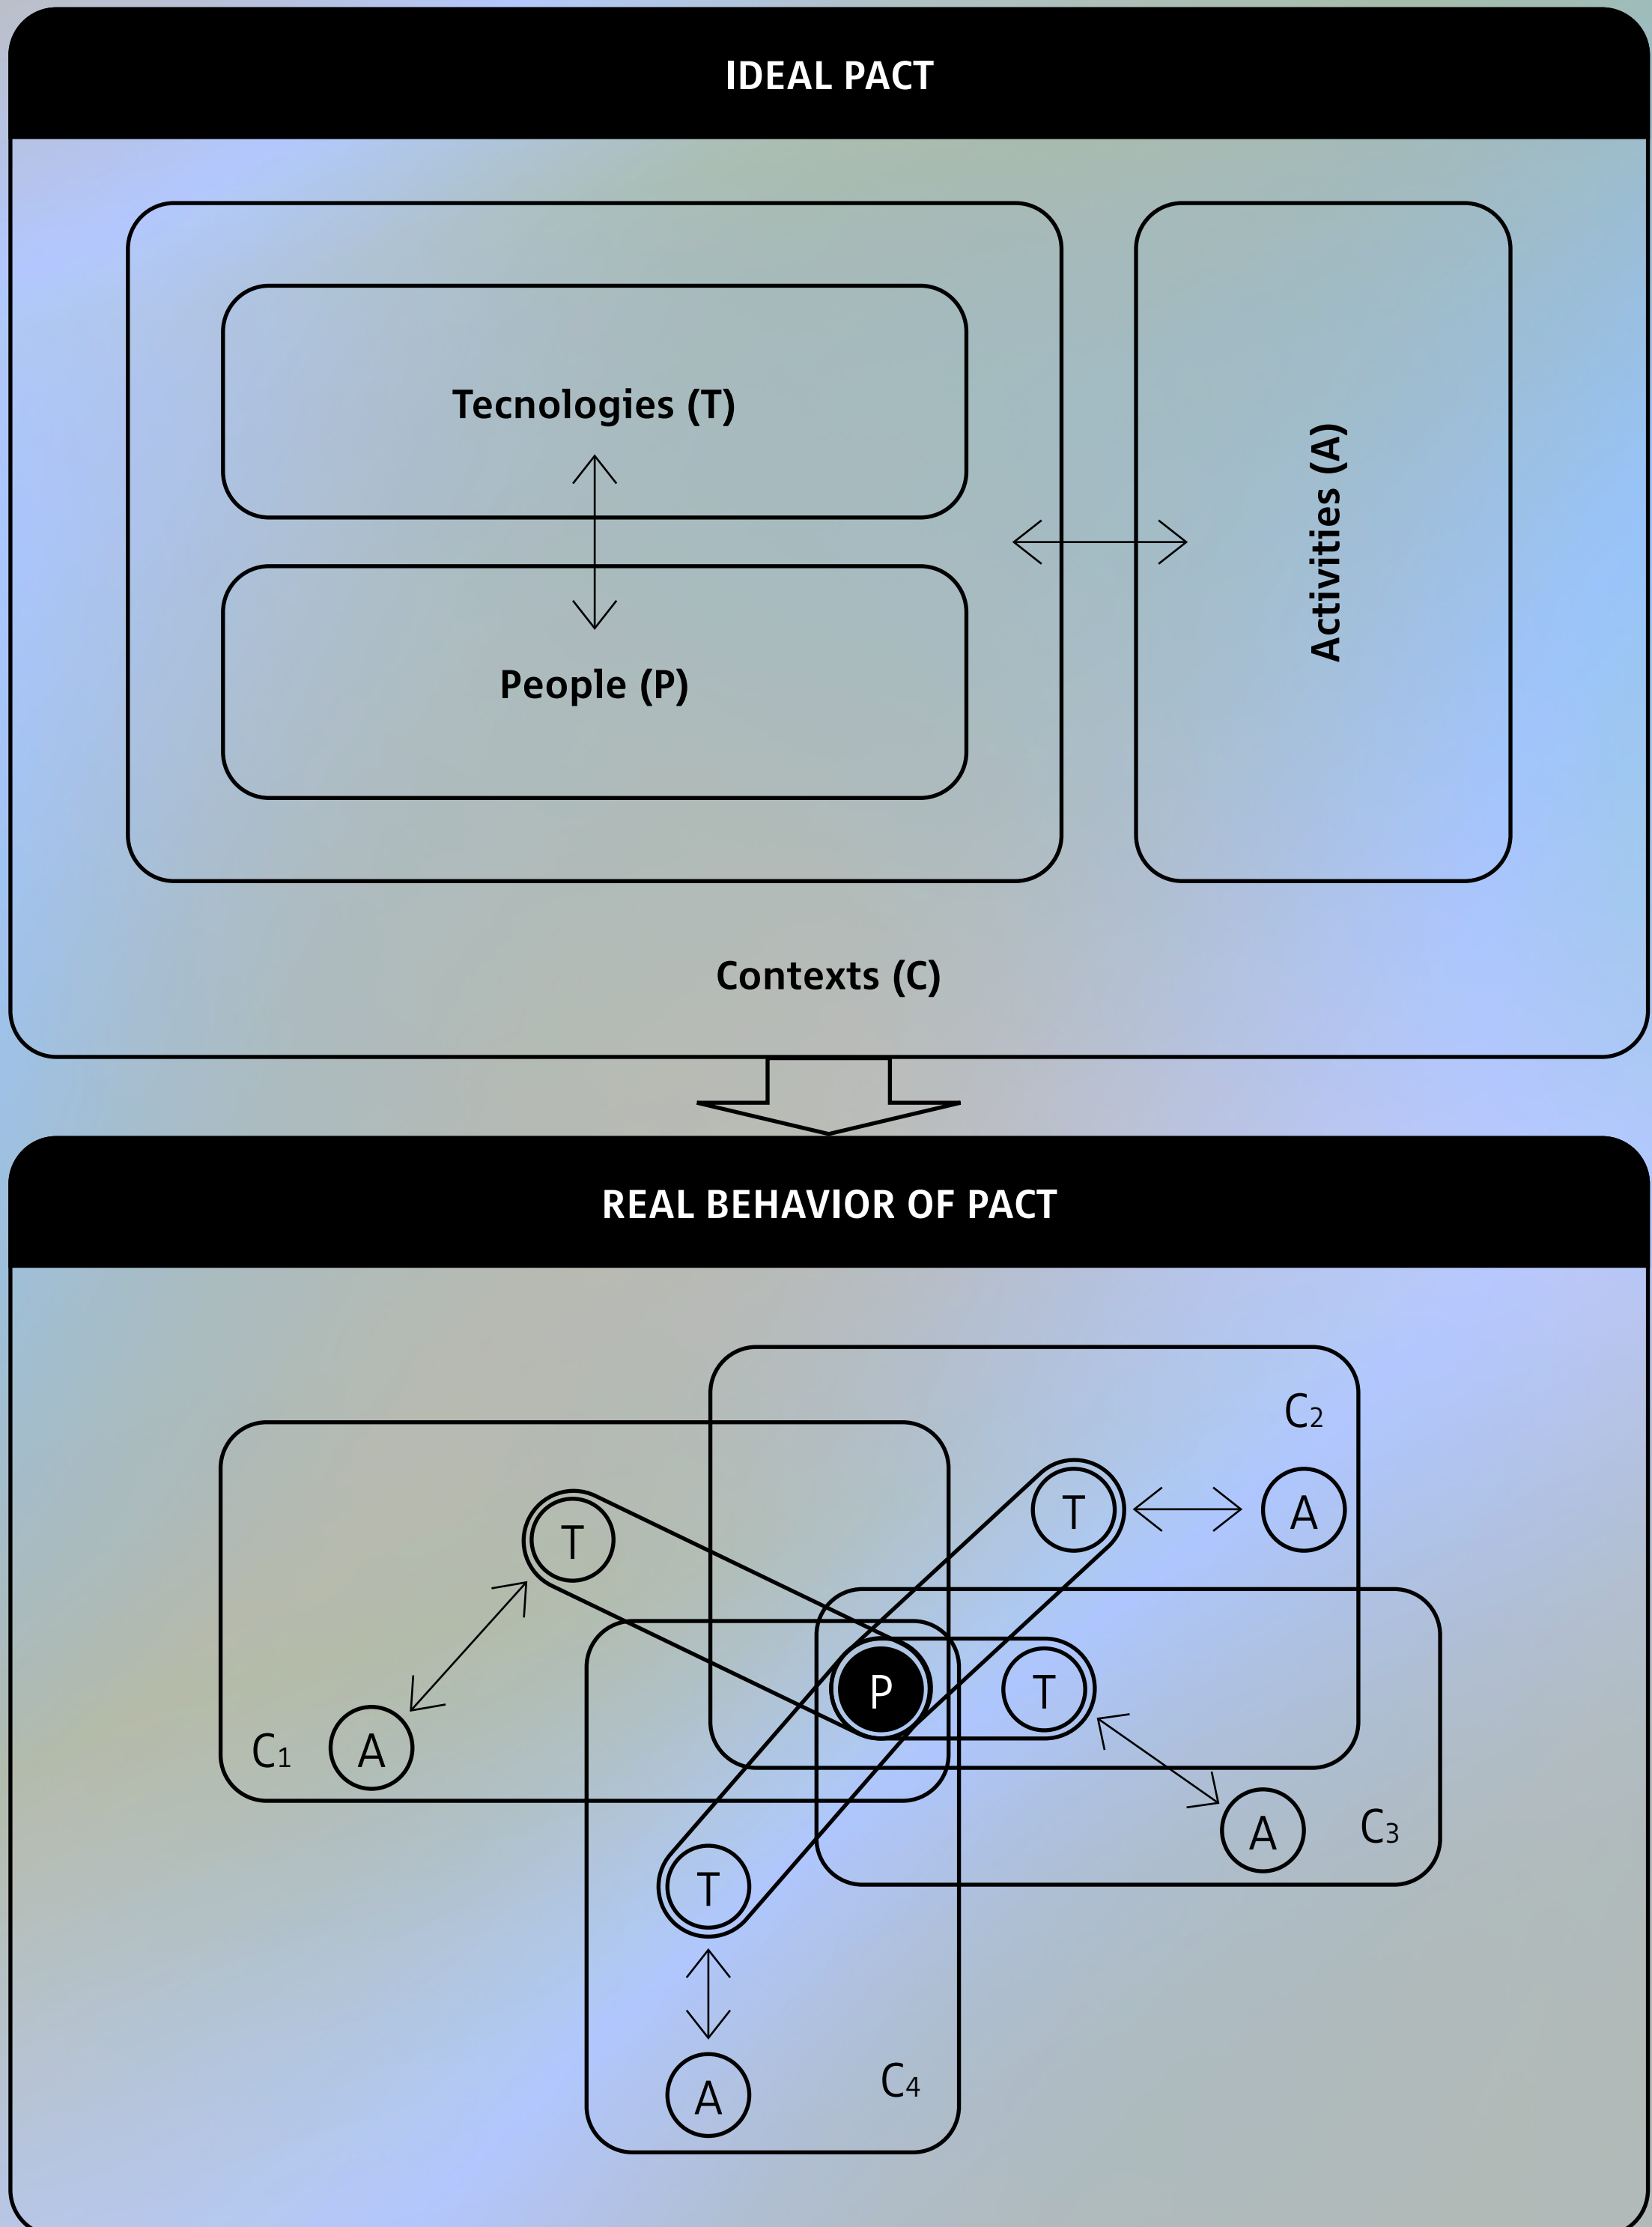 IDEAL PACT
Tecnologies (T)
People (P)
Activities (A)
Contexts (C)
REAL BEHAVIOR OF PACT
C2
T
A
T
P
T
C1
A
A
C3
T
A
C4